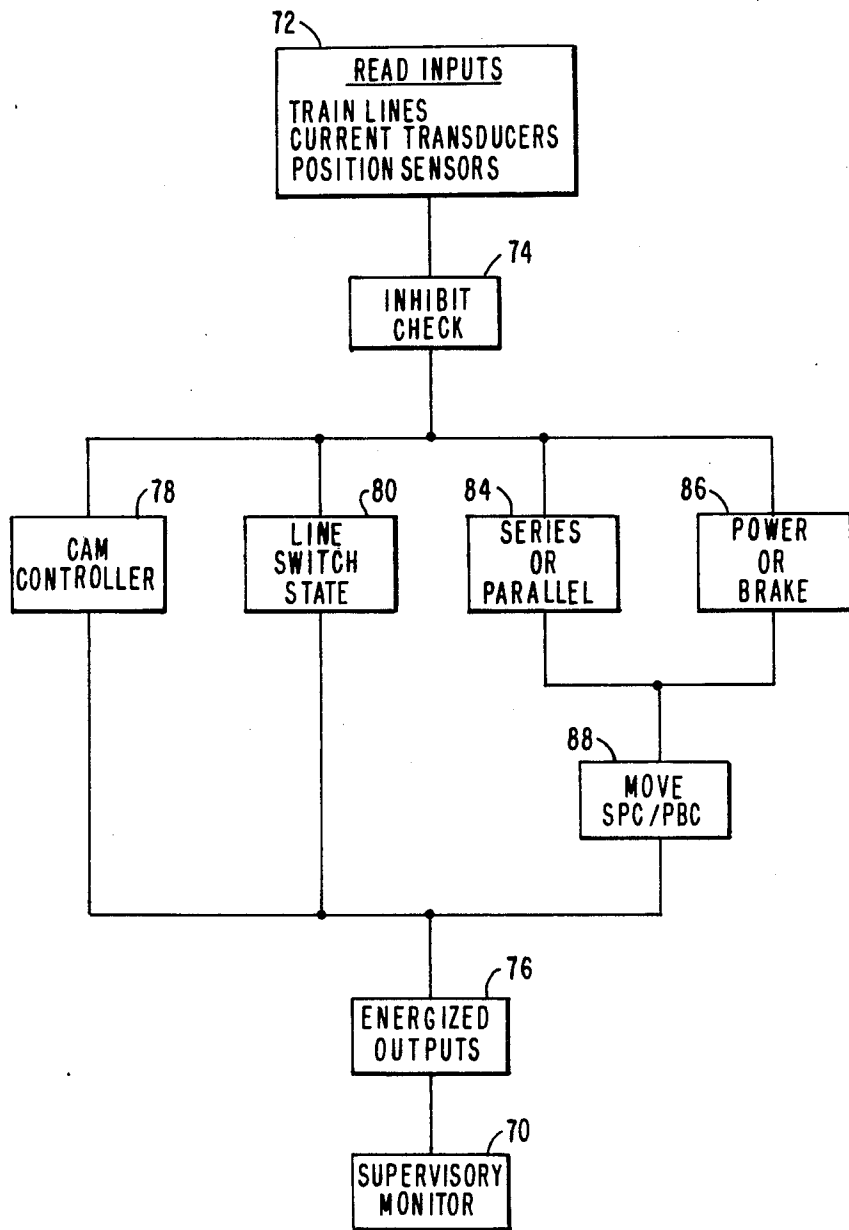 72
READ INPUTS
TRAIN LINES
CURRENT TRANSDUCERS
POSITION SENSORS
74
INHIBIT
CHECK
78
CAM
CONTROLLER
80
LINE
SWITCH
STATE
84
SERIES
OR
PARALLEL
86
POWER
OR
BRAKE
88
MOVE
SPC/PBC
76
ENERGIZED
OUTPUTS
70
SUPERVISORY
MONITOR